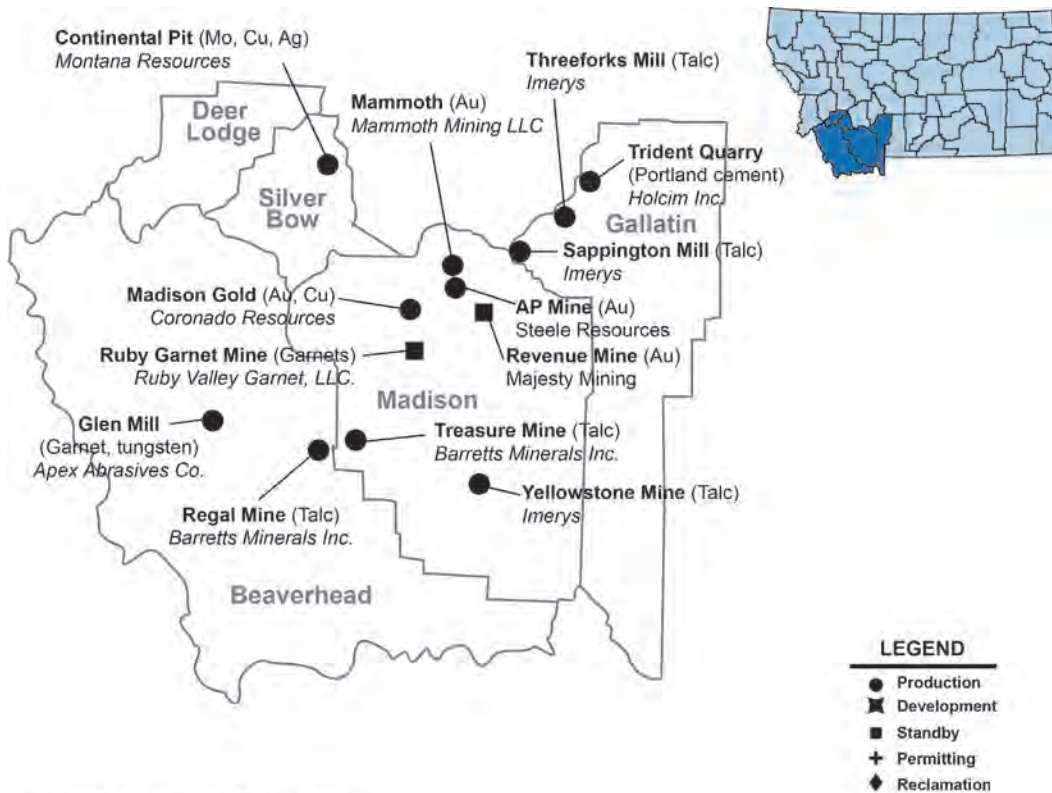 Continental Pit (Mo, Cu, Ag)
Montana Resources
Threeforks Mill (Talc)
Imerys
Deer
Lodge
Mammoth (Au)
Mammoth Mining LLC
Trident Quarry
(Portland cement)
Holcim Inc.
Silver
Bow
Gallatin
Sappington Mill (Talc)
Imerys
Madison Gold (Au, Cu)
Coronado Resources
AP Mine (Au)
Steele Resources
Ruby Garnet Mine (Garnets)
Ruby Valley Garnet, LLC.
Revenue Mine (Au)
Majesty Mining
Madison
Glen Mill
(Garnet, tungsten)
Apex Abrasives Co.
Treasure Mine (Talc)
Barretts Minerals Inc.
Yellowstone Mine (Talc)
Imerys
Regal Mine (Talc)
Barretts Minerals Inc.
Beaverhead
LEGEND
Production
Development
Standby
Permitting
Reclamation